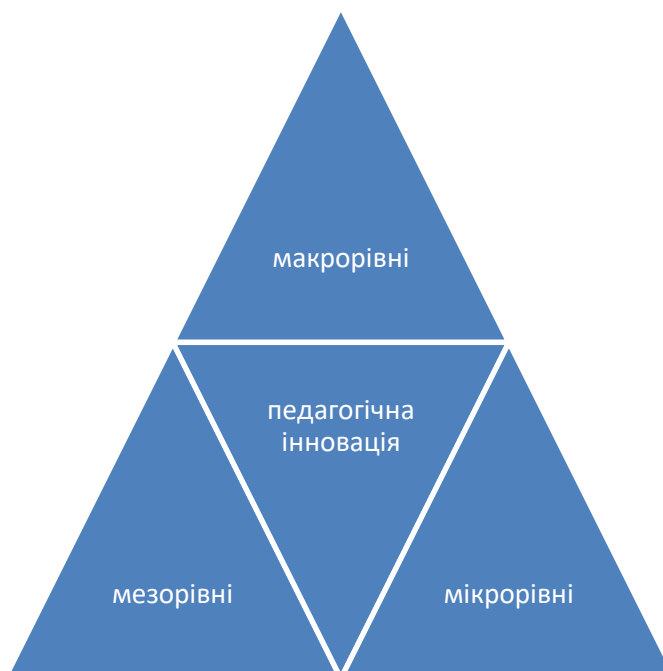 макрорівні
педагогічна
інновація
мезорівні
мікрорівні